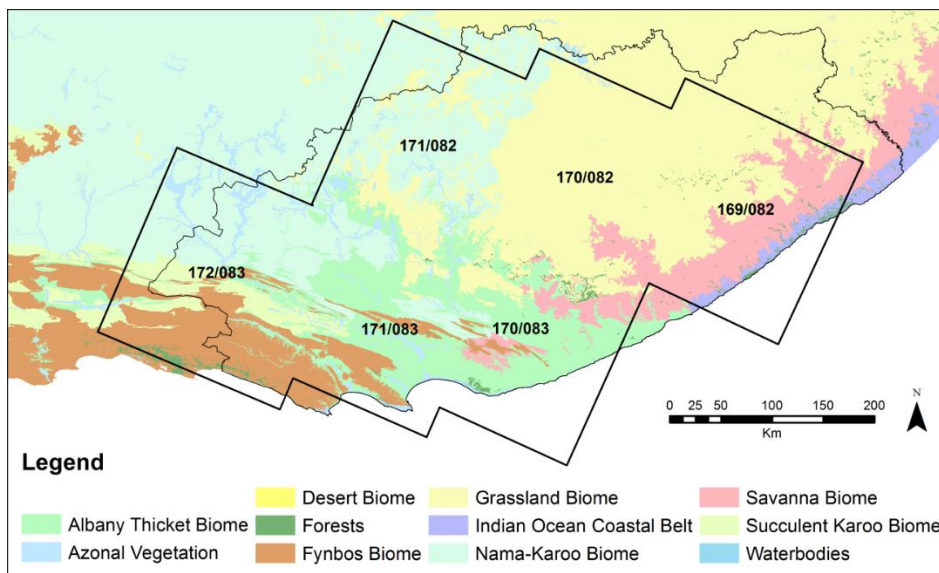 171/082
170/082
169/082
172/083
171/083
170/083
N
0 25 50 100 150 200
Km
Legend
Desert Biome Grassland Biome Savanna Biome
Albany Thicket Biome Forests Indian Ocean Coastal Belt Succulent Karoo Biome
Azonal Vegetation Fynbos Biome Nama-Karoo Biome Waterbodies